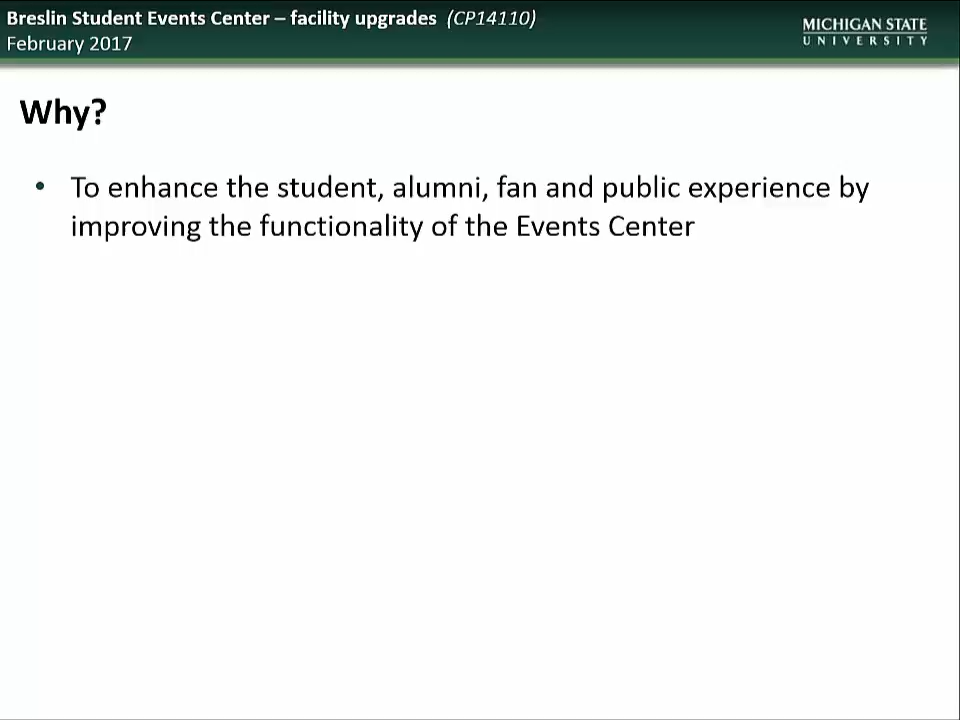 Breslin Student Events Center – facility upgrades (CP14110)
February 2017
MICHIGAN STATE
UNIVERSITY
Why?
• To enhance the student, alumni, fan and public experience by
improving the functionality of the Events Center